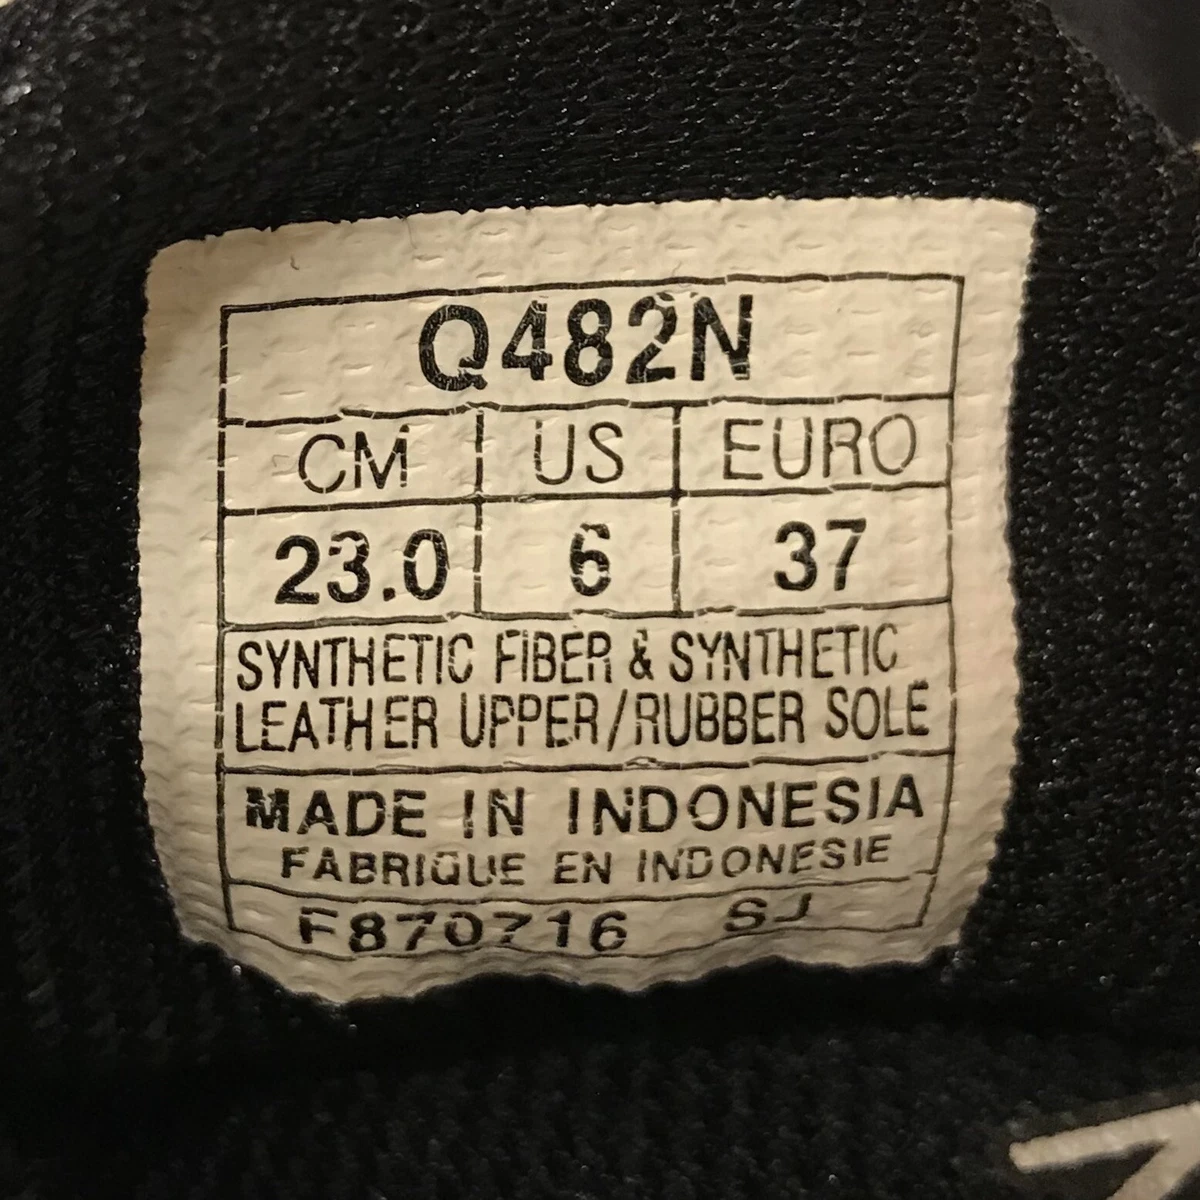 Q482N
CM US EURO
23.0 6 37
SYNTHETIC FIBER & SYNTHETIC
LEATHER UPPER/RUBBER SOLE
MADE IN INDONESIA
FABRIQUE EN INDONESIE
F870716 SJ